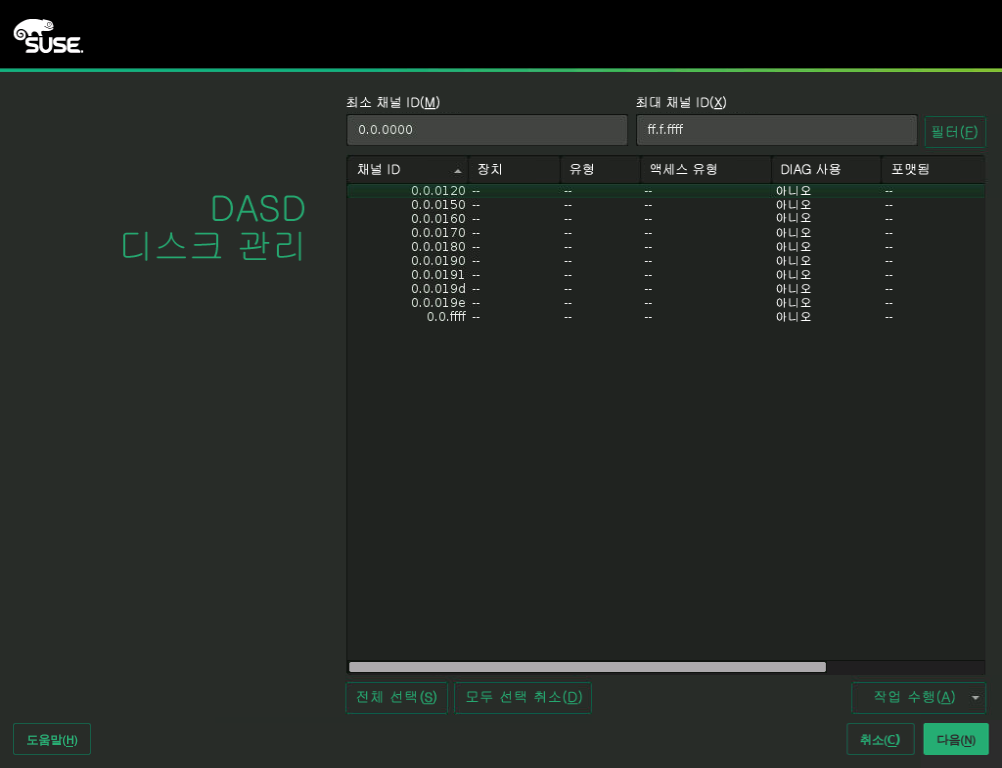 SUSE.
최소 채널 ID(M) 최대 채널 ID(X)
0.0.0000 ff.f.ffff 필터(F)
채널 ID 장치 유형 액세스 유형 DIAG 사용 포맷됨
0.0.0120 -- -- -- 아니오 --
0.0.0150 -- -- -- 아니오 --
0.0.0160 -- -- -- 아니오 --
0.0.0170 -- -- -- 아니오 --
0.0.0180 -- -- -- 아니오 --
0.0.0190 -- -- -- 아니오 --
0.0.0191 -- -- -- 아니오 --
0.0.019d -- -- -- 아니오 --
0.0.019e -- -- -- 아니오 --
0.0.ffff -- -- -- 아니오 --
DASD
디스크 관리
전체 선택(S) 모두 선택 취소(D) 작업 수행(A)
도움말(H) 취소(C) 다음(N)